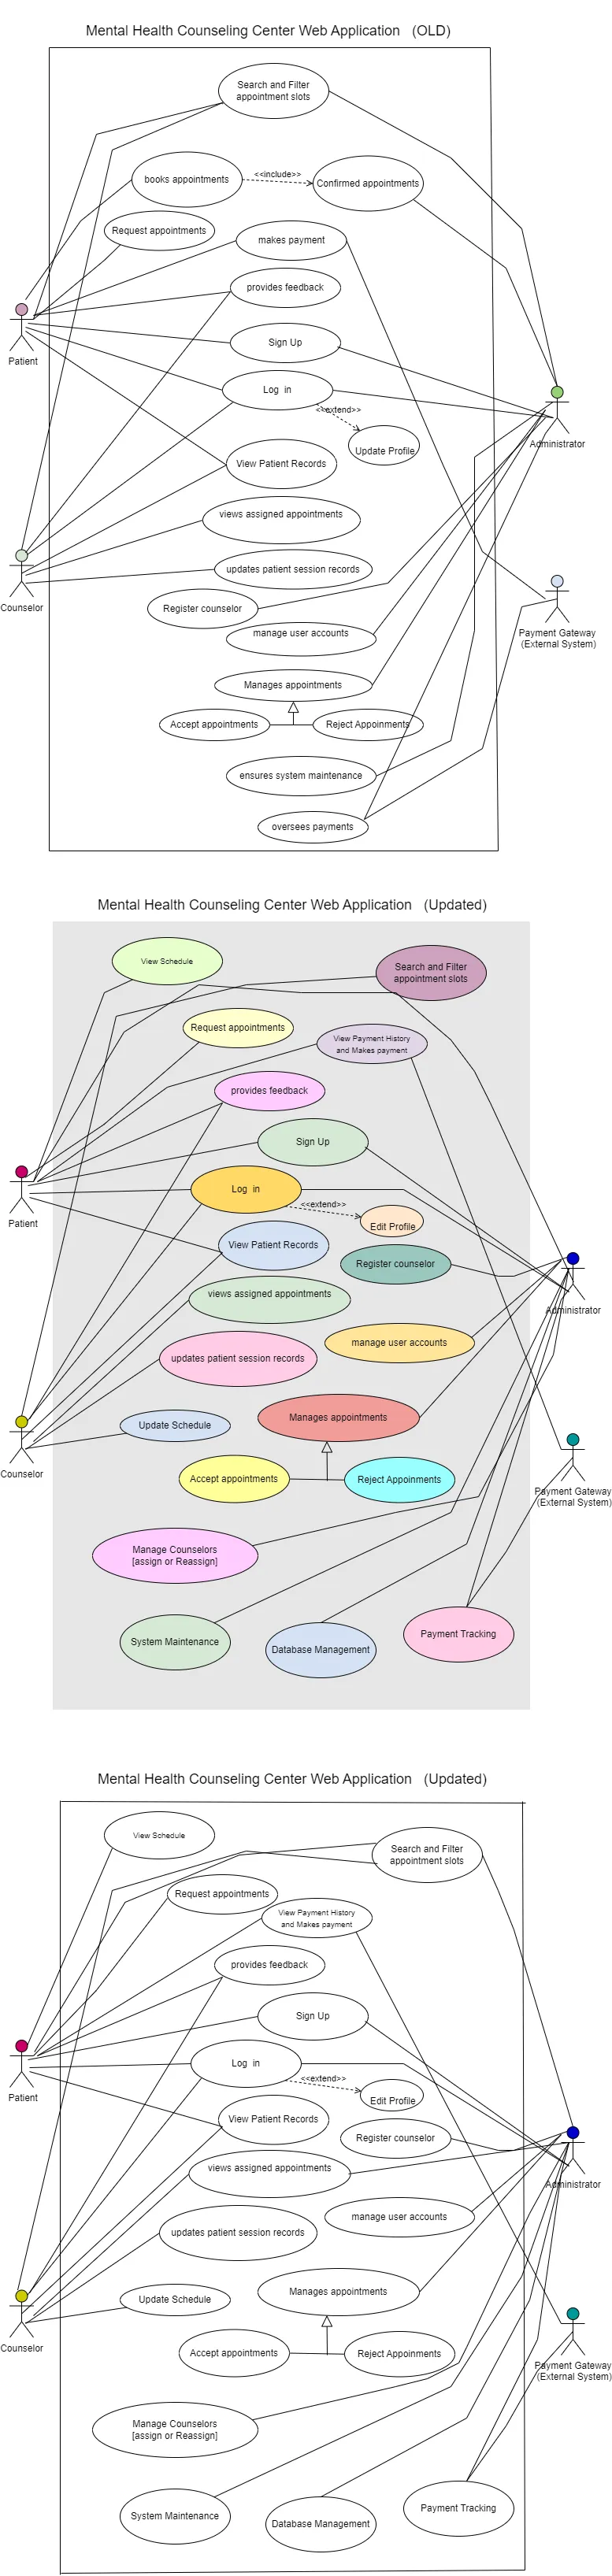 Mental Health Counseling Center Web Application (OLD)
Search and Filter
appointment slots
books appointments
<<include>>
Confirmed appointments
Request appointments
makes payment
provides feedback
Sign Up
Patient
Log in
<<extend>>
Update Profile
Administrator
View Patient Records
views assigned appointments
updates patient session records
Counselor
Register counselor
manage user accounts
Payment Gateway
(External System)
Manages appointments
Accept appointments
Reject Appoinments
ensures system maintenance
oversees payments
Mental Health Counseling Center Web Application (Updated)
View Schedule
Search and Filter
appointment slots
Request appointments
View Payment History
and Makes payment
provides feedback
Sign Up
Log in
<<extend>>
Patient
Edit Profile
View Patient Records
Register counselor
views assigned appointments
Administrator
manage user accounts
updates patient session records
Manages appointments
Update Schedule
Counselor
Accept appointments
Reject Appoinments
Payment Gateway
(External System)
Manage Counselors
[assign or Reassign]
Payment Tracking
System Maintenance
Database Management
Mental Health Counseling Center Web Application (Updated)
View Schedule
Search and Filter
appointment slots
Request appointments
View Payment History
and Makes payment
provides feedback
Sign Up
Log in
<<extend>>
Patient
Edit Profile
View Patient Records
Register counselor
views assigned appointments
Administrator
manage user accounts
updates patient session records
Manages appointments
Update Schedule
Counselor
Accept appointments
Reject Appoinments
Payment Gateway
(External System)
Manage Counselors
[assign or Reassign]
Payment Tracking
System Maintenance
Database Management